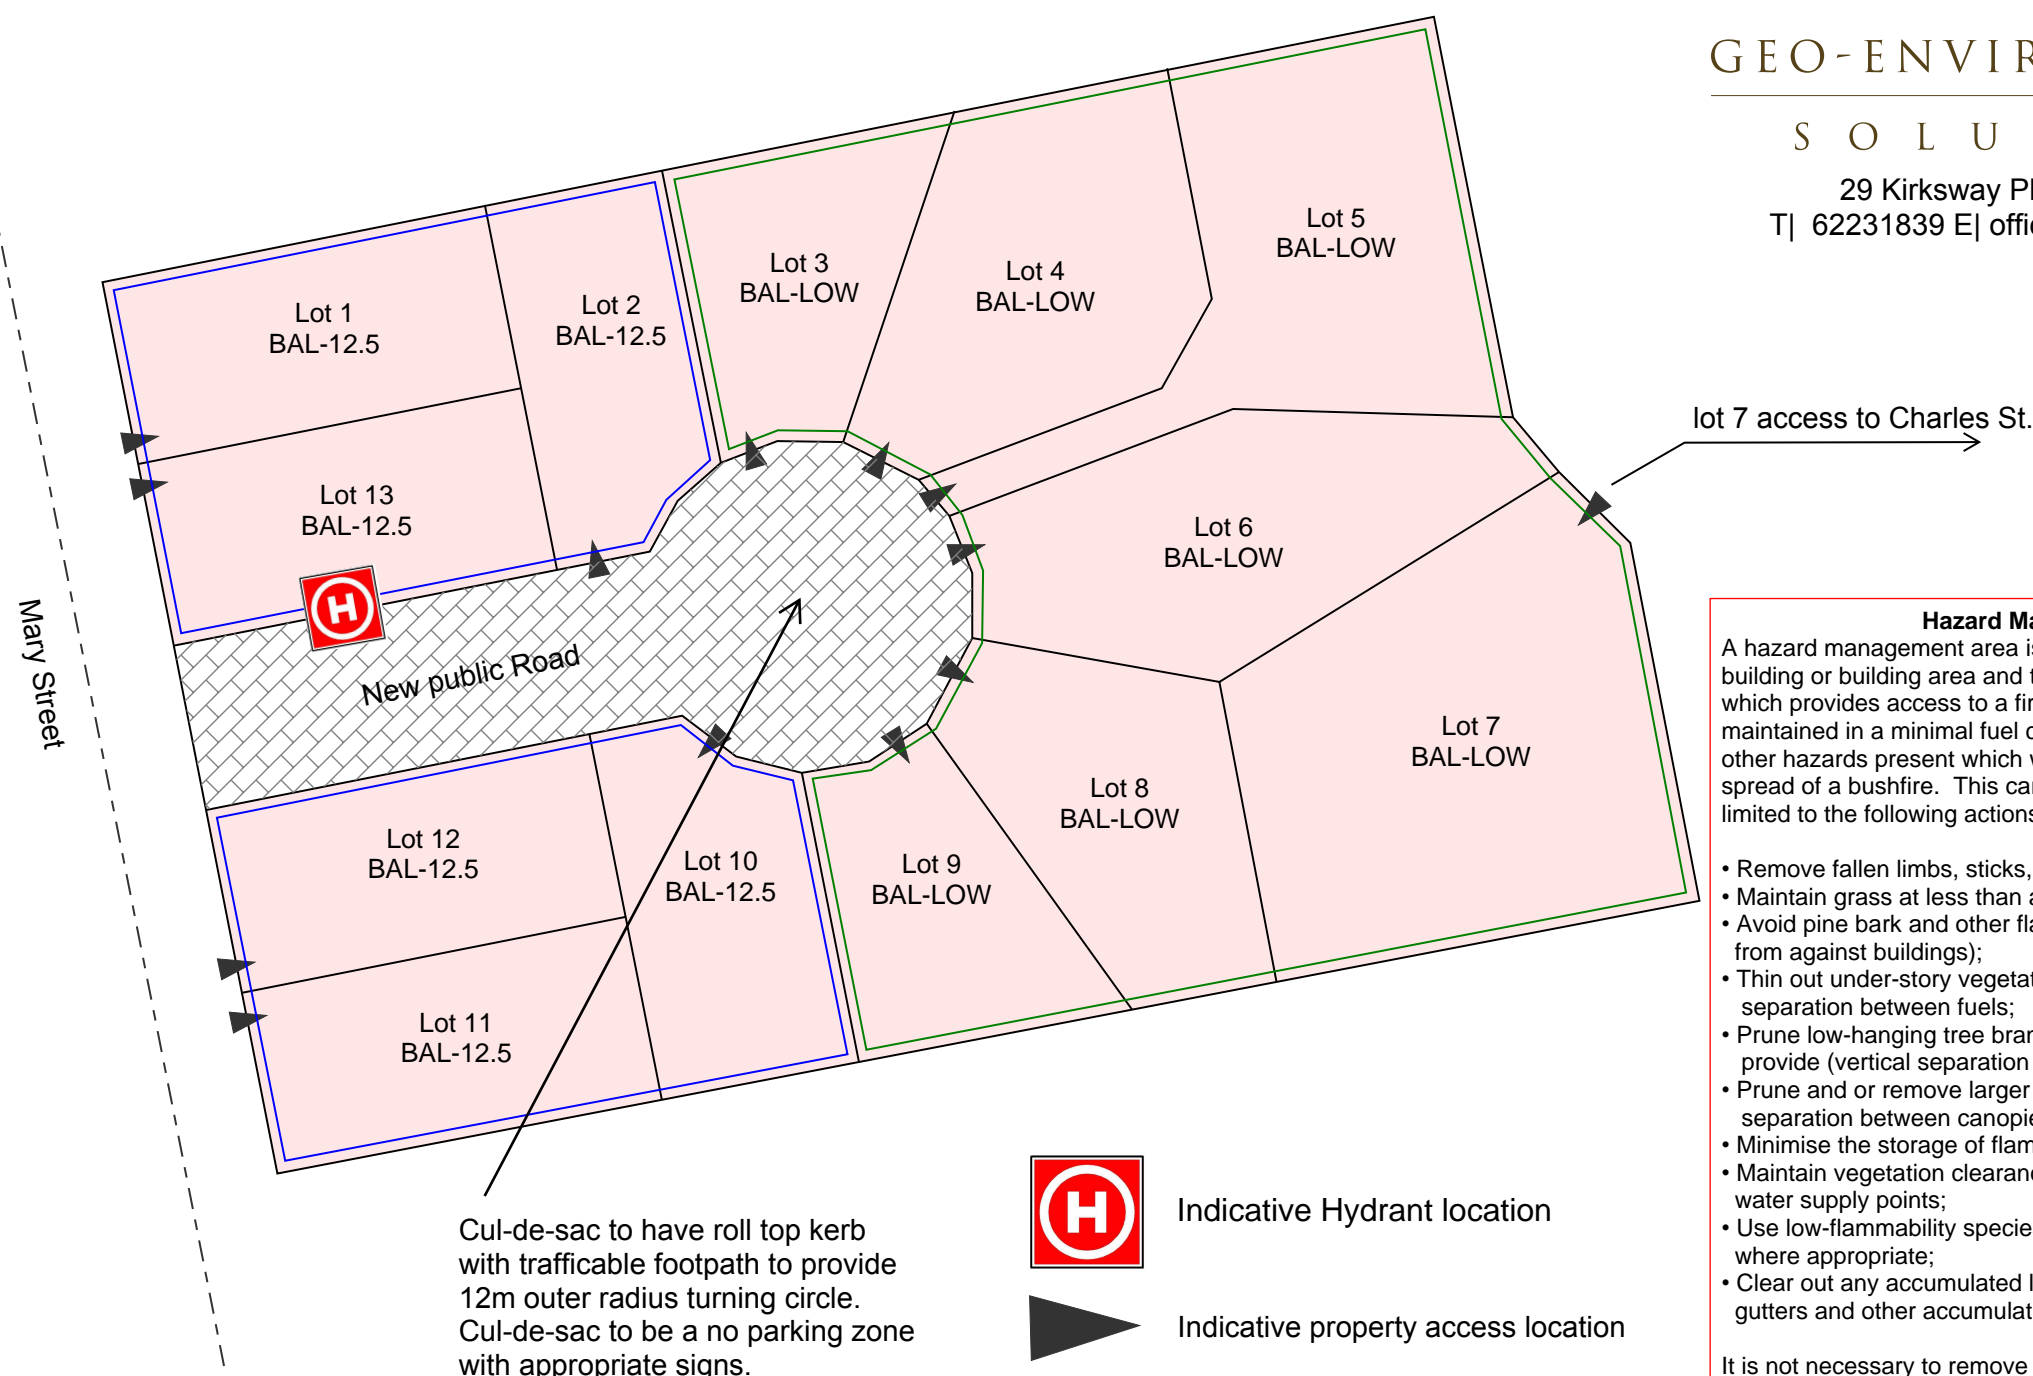 GEO-ENVIR
SOLU
29 Kirksway Pl
T| 62231839 E| offic
Lot 5
BAL-LOW
Lot 3
BAL-LOW
Lot 4
BAL-LOW
Lot 1
BAL-12.5
Lot 2
BAL-12.5
lot 7 access to Charles St.
Lot 13
BAL-12.5
Lot 6
BAL-LOW
H
Mary Street
New public Road
Lot 7
BAL-LOW
Lot 8
BAL-LOW
Lot 12
BAL-12.5
Lot 10
BAL-12.5
Lot 9
BAL-LOW
Lot 11
BAL-12.5
Hazard Ma
A hazard management area is
building or building area and t
which provides access to a fir
maintained in a minimal fuel c
other hazards present which w
spread of a bushfire. This car
limited to the following actions
• Remove fallen limbs, sticks,
• Maintain grass at less than a
• Avoid pine bark and other fla
from against buildings);
• Thin out under-story vegetat
separation between fuels;
• Prune low-hanging tree bran
provide (vertical separation
• Prune and or remove larger
separation between canopie
• Minimise the storage of flam
• Maintain vegetation clearanc
water supply points;
• Use low-flammability specie
where appropriate;
• Clear out any accumulated l
gutters and other accumulat
It is not necessary to remove
Cul-de-sac to have roll top kerb
with trafficable footpath to provide
12m outer radius turning circle.
Cul-de-sac to be a no parking zone
with appropriate signs.
H
Indicative Hydrant location
Indicative property access location